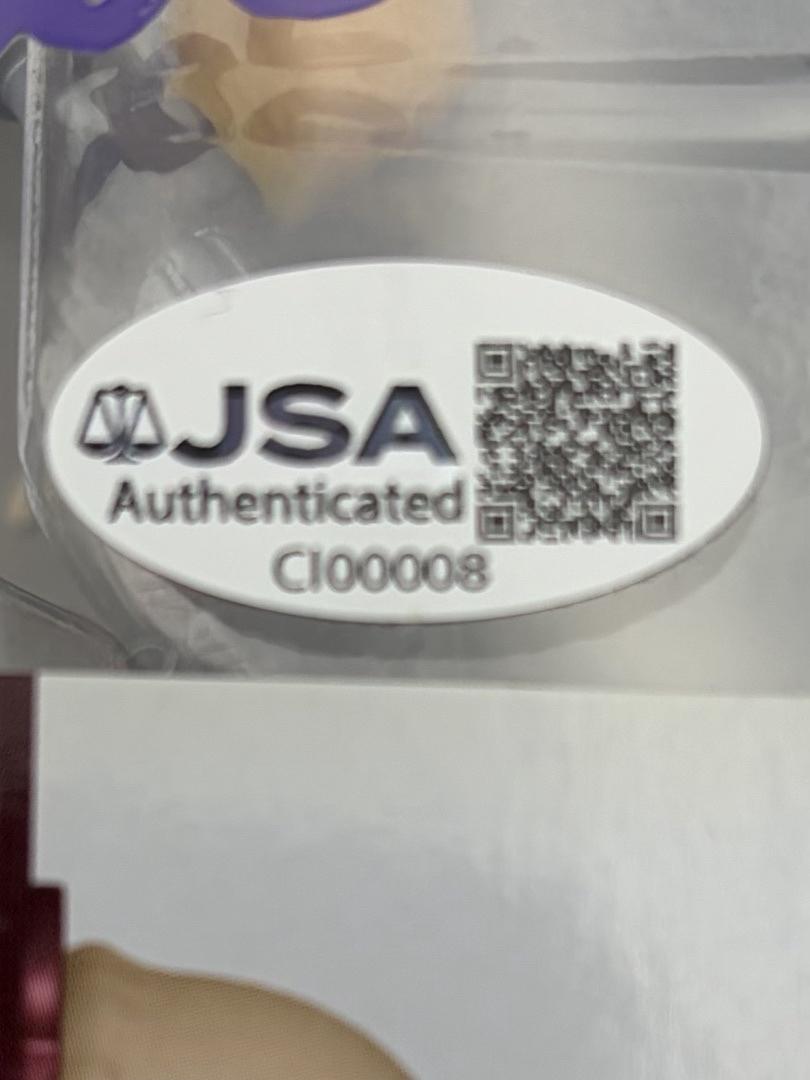 JSA
Authenticated
CI00008